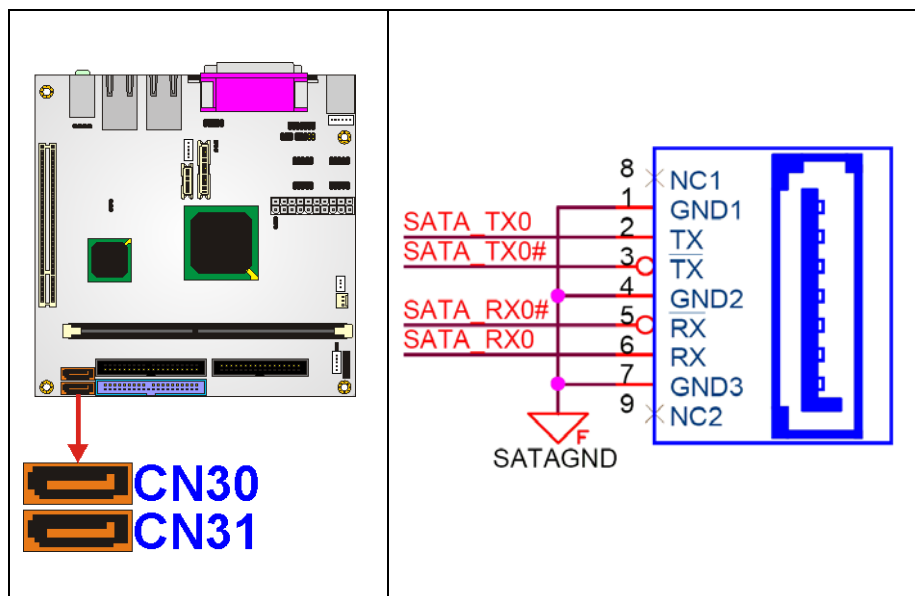 CN30
CN31
8 NC1
1 GND1
SATA_TX0 2 TX
SATA_TX0# 3 TX
4 GND2
SATA_RX0# 5 RX
SATA_RX0 6 RX
7 GND3
9 NC2
F
SATAGND